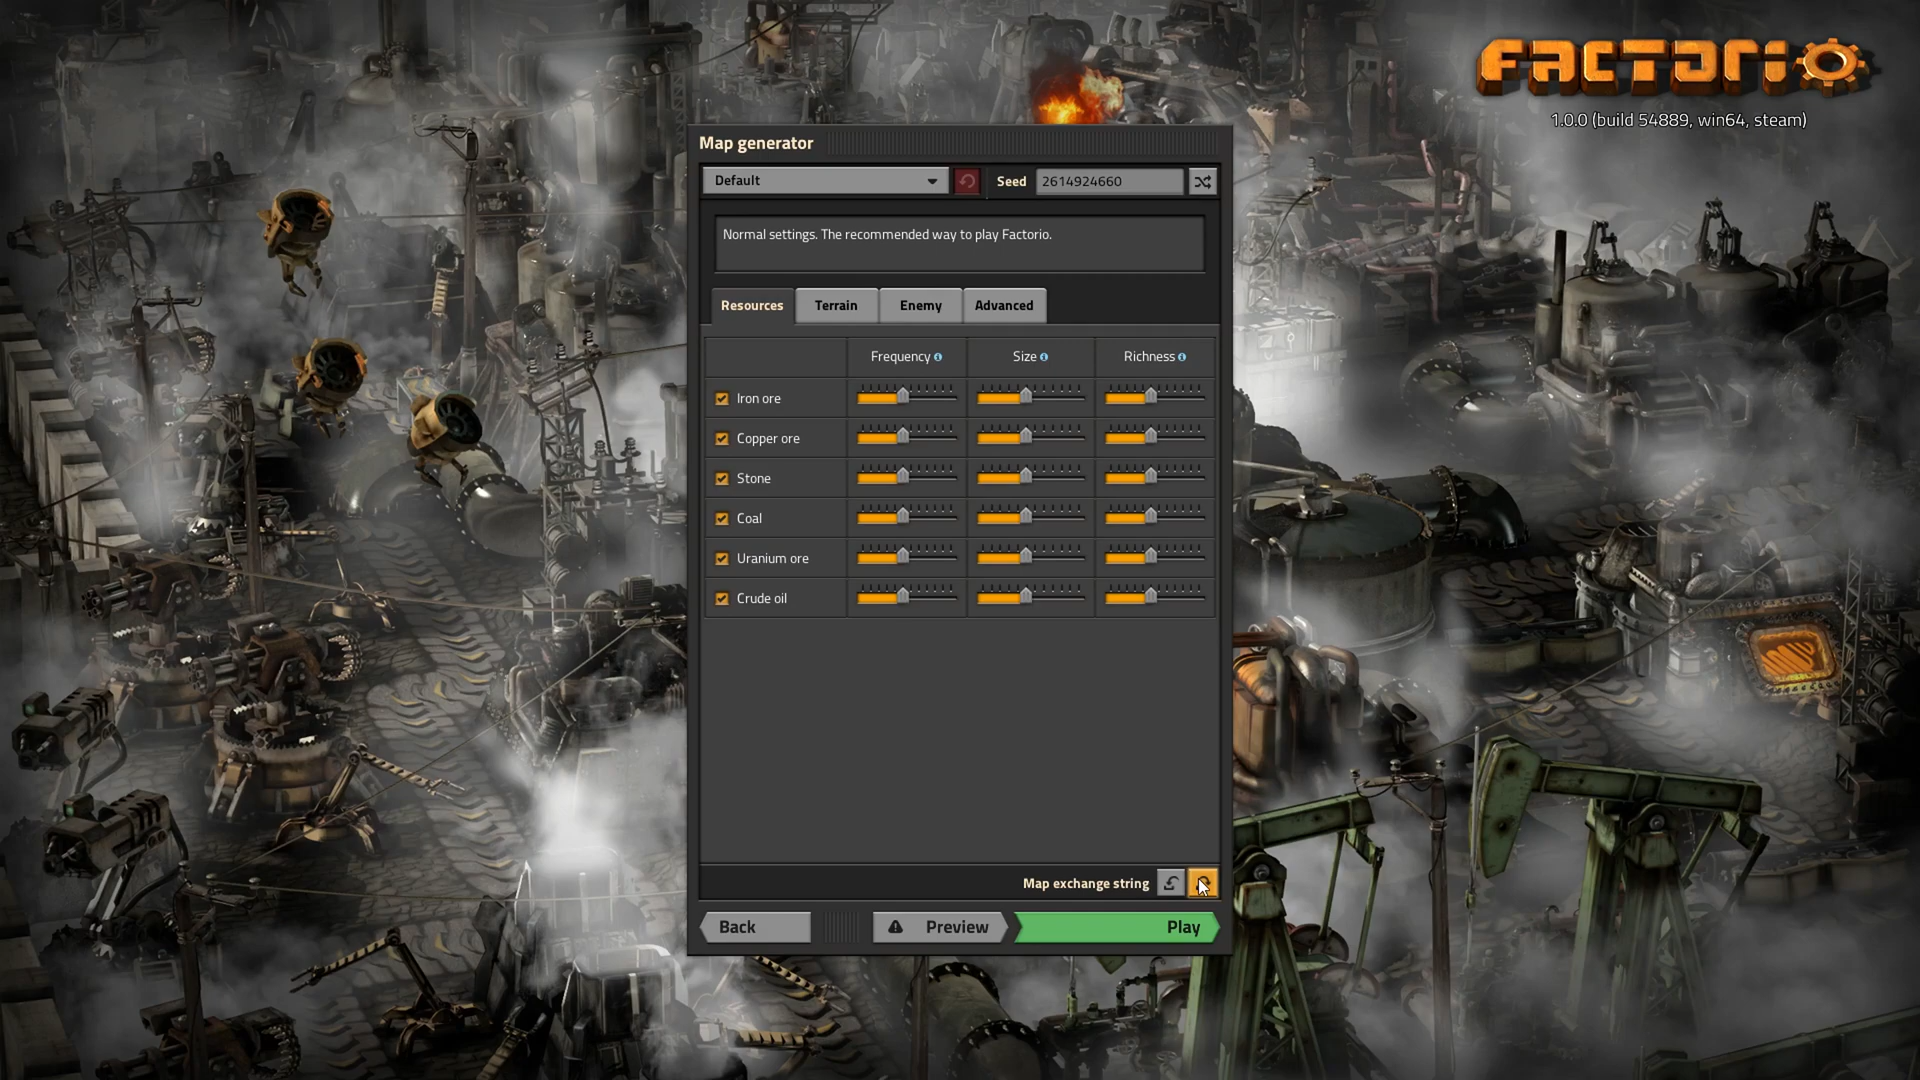 FACTORIO
1.0.0 (build 54889, win64, steam)
Map generator
Default
Seed
2614924660
Normal settings. The recommended way to play Factorio.
Resources
Terrain
Enemy
Advanced
Frequency
Size
Richness
Iron ore
Copper ore
Stone
Coal
Uranium ore
Crude oil
Map exchange string
Back
Preview
Play